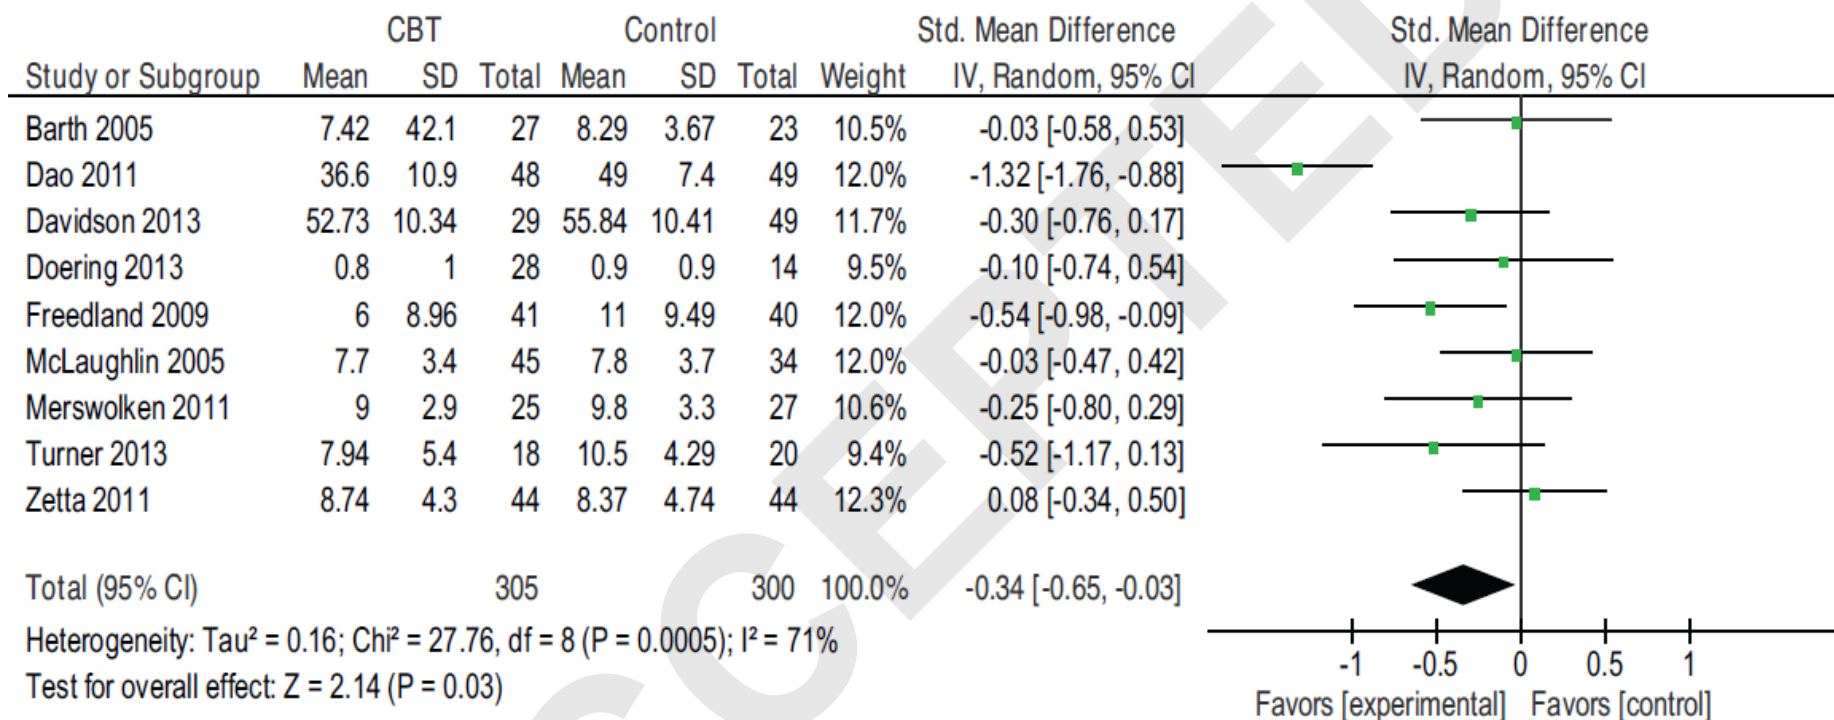 CBT Control Std. Mean Difference Std. Mean Difference
Study or Subgroup Mean SD Total Mean SD Total Weight IV, Random, 95% CI IV, Random, 95% CI
Barth 2005 7.42 42.1 27 8.29 3.67 23 10.5% -0.03 [-0.58, 0.53]
Dao 2011 36.6 10.9 48 49 7.4 49 12.0% -1.32 [-1.76, -0.88]
Davidson 2013 52.73 10.34 29 55.84 10.41 49 11.7% -0.30 [-0.76, 0.17]
Doering 2013 0.8 1 28 0.9 0.9 14 9.5% -0.10 [-0.74, 0.54]
Freedland 2009 6 8.96 41 11 9.49 40 12.0% -0.54 [-0.98, -0.09]
McLaughlin 2005 7.7 3.4 45 7.8 3.7 34 12.0% -0.03 [-0.47, 0.42]
Merswolken 2011 9 2.9 25 9.8 3.3 27 10.6% -0.25 [-0.80, 0.29]
Turner 2013 7.94 5.4 18 10.5 4.29 20 9.4% -0.52 [-1.17, 0.13]
Zetta 2011 8.74 4.3 44 8.37 4.74 44 12.3% 0.08 [-0.34, 0.50]
Total (95% CI) 305 300 100.0% -0.34 [-0.65, -0.03]
Heterogeneity: Tau² = 0.16; Chi² = 27.76, df = 8 (P = 0.0005); I² = 71%
Test for overall effect: Z = 2.14 (P = 0.03)
-1 -0.5 0 0.5 1
Favors [experimental] Favors [control]
CCEPTED